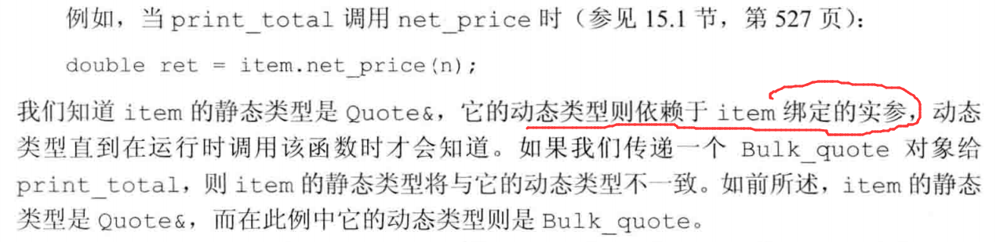 例如，当 print_total 调用 net_price 时（参见 15.1 节，第 527 页）：
double ret = item.net_price(n);
我们知道 item 的静态类型是 Quote&，它的动态类型则依赖于 item 绑定的实参，动态
类型直到在运行时调用该函数时才会知道。如果我们传递一个 Bulk_quote 对象给
print_total，则 item 的静态类型将与它的动态类型不一致。如前所述，item 的静态
类型是 Quote&，而在此例中它的动态类型则是 Bulk_quote。